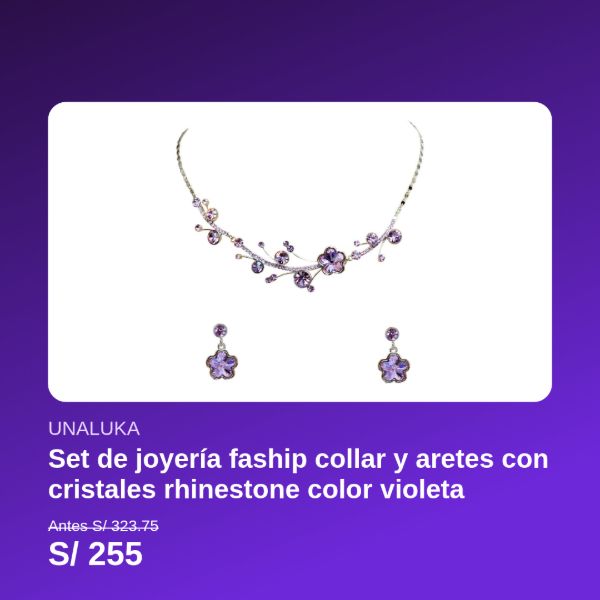 UNALUKA
Set de joyería faship collar y aretes con
cristales rhinestone color violeta
Antes S/ 323.75
S/ 255